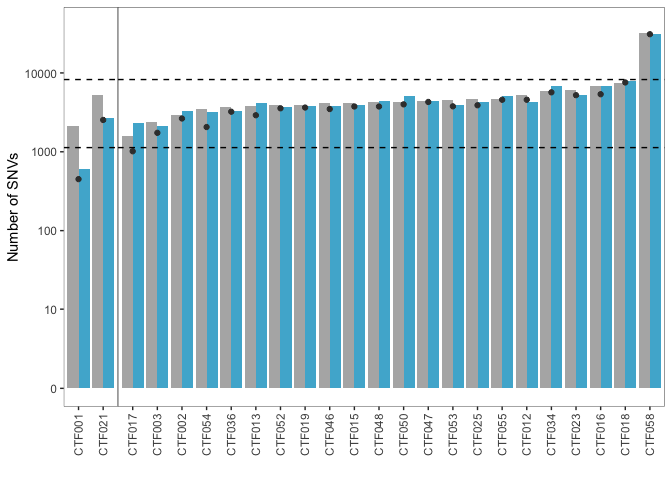 Number of SNVs
10000
1000
100
10
0
CTF001
CTF021
CTF017
CTF003
CTF002
CTF054
CTF036
CTF013
CTF052
CTF019
CTF046
CTF015
CTF048
CTF050
CTF047
CTF053
CTF025
CTF055
CTF012
CTF034
CTF023
CTF016
CTF018
CTF058